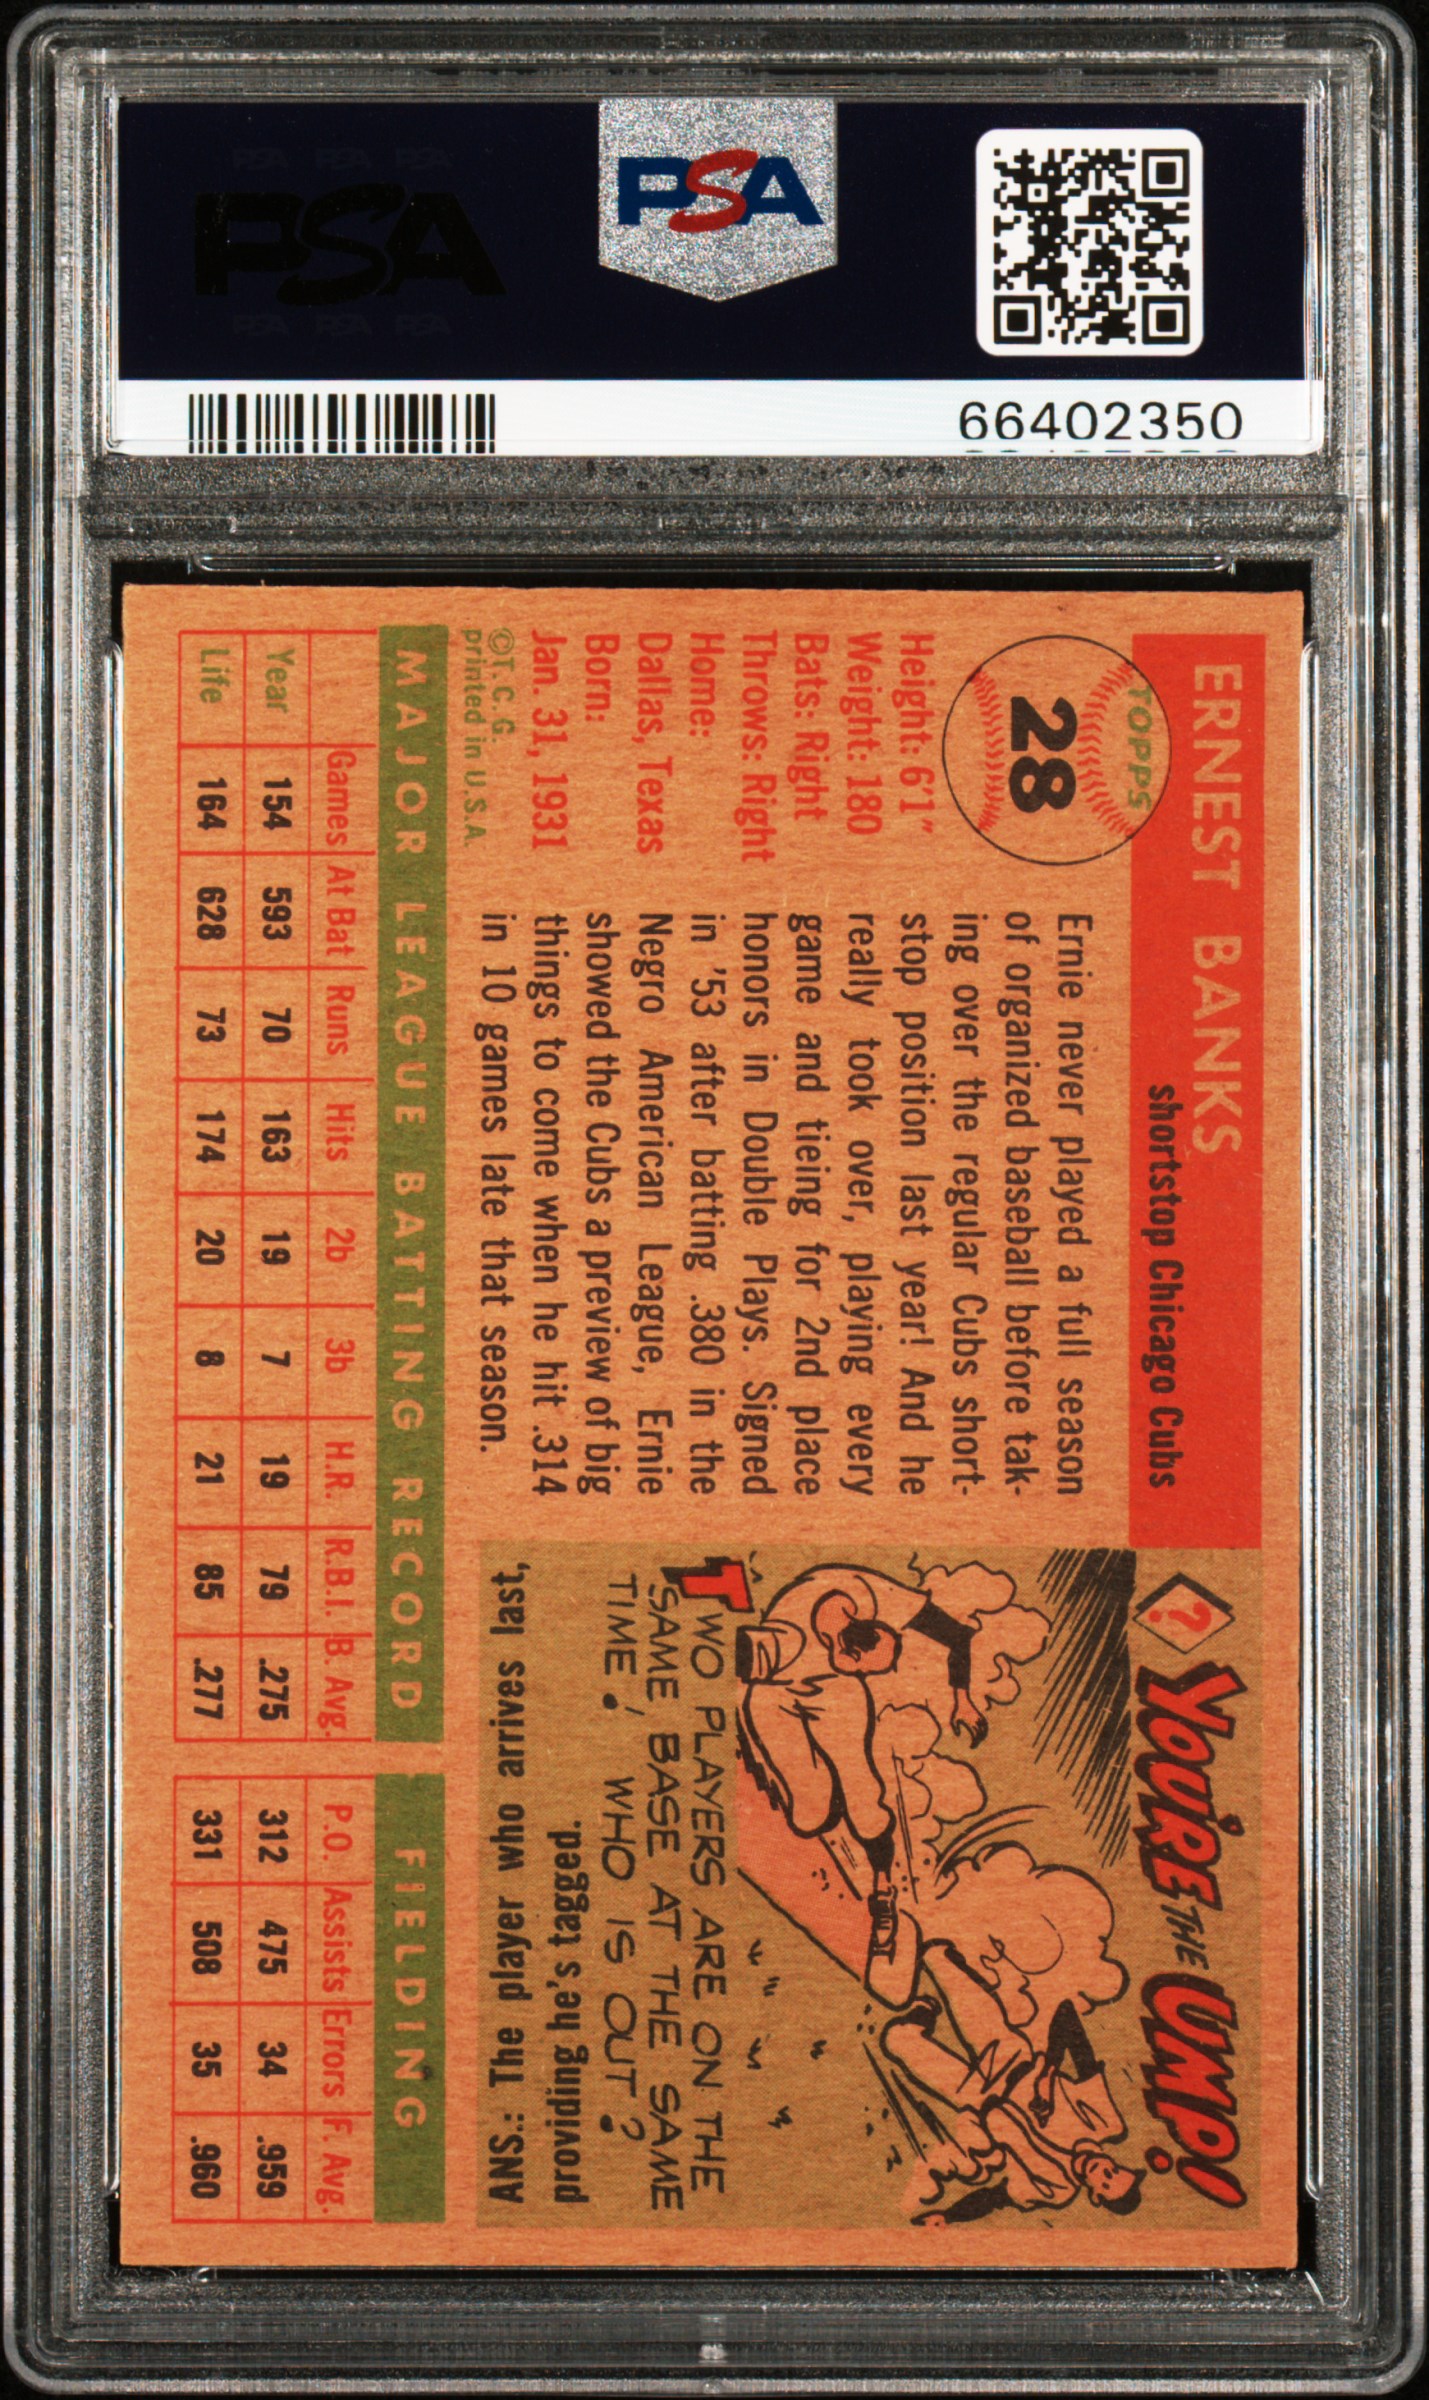 PSA
PSA
66402350
ERNEST BANKS
shortstop Chicago Cubs
TOPPS
28
Height: 6'1"
Weight: 180
Bats: Right
Throws: Right
Home:
Dallas, Texas
Born:
Jan. 31, 1931
©T. C. G.
printed in U.S.A.
Ernie never played a full season
of organized baseball before tak-
ing over the regular Cubs short-
stop position last year! And he
really took over, playing every
game and tieing for 2nd place
honors in Double Plays. Signed
in '53 after batting .380 in the
Negro American League, Ernie
showed the Cubs a preview of big
things to come when he hit .314
in 10 games late that season.
? YOU'RE THE UMP!
TWO PLAYERS ARE ON THE
SAME BASE AT THE SAME
TIME! WHO IS OUT?
ANS.: The player who arrives last,
providing he's tagged.
MAJOR LEAGUE BATTING RECORD FIELDING
Games At Bat Runs Hits 2b 3b H.R. R.B.I. B. Avg. P.O. Assists Errors F. Avg.
Year 154 593 70 163 19 7 19 79 .275 312 475 34 .959
Life 164 628 73 174 20 8 21 85 .277 331 508 35 .960